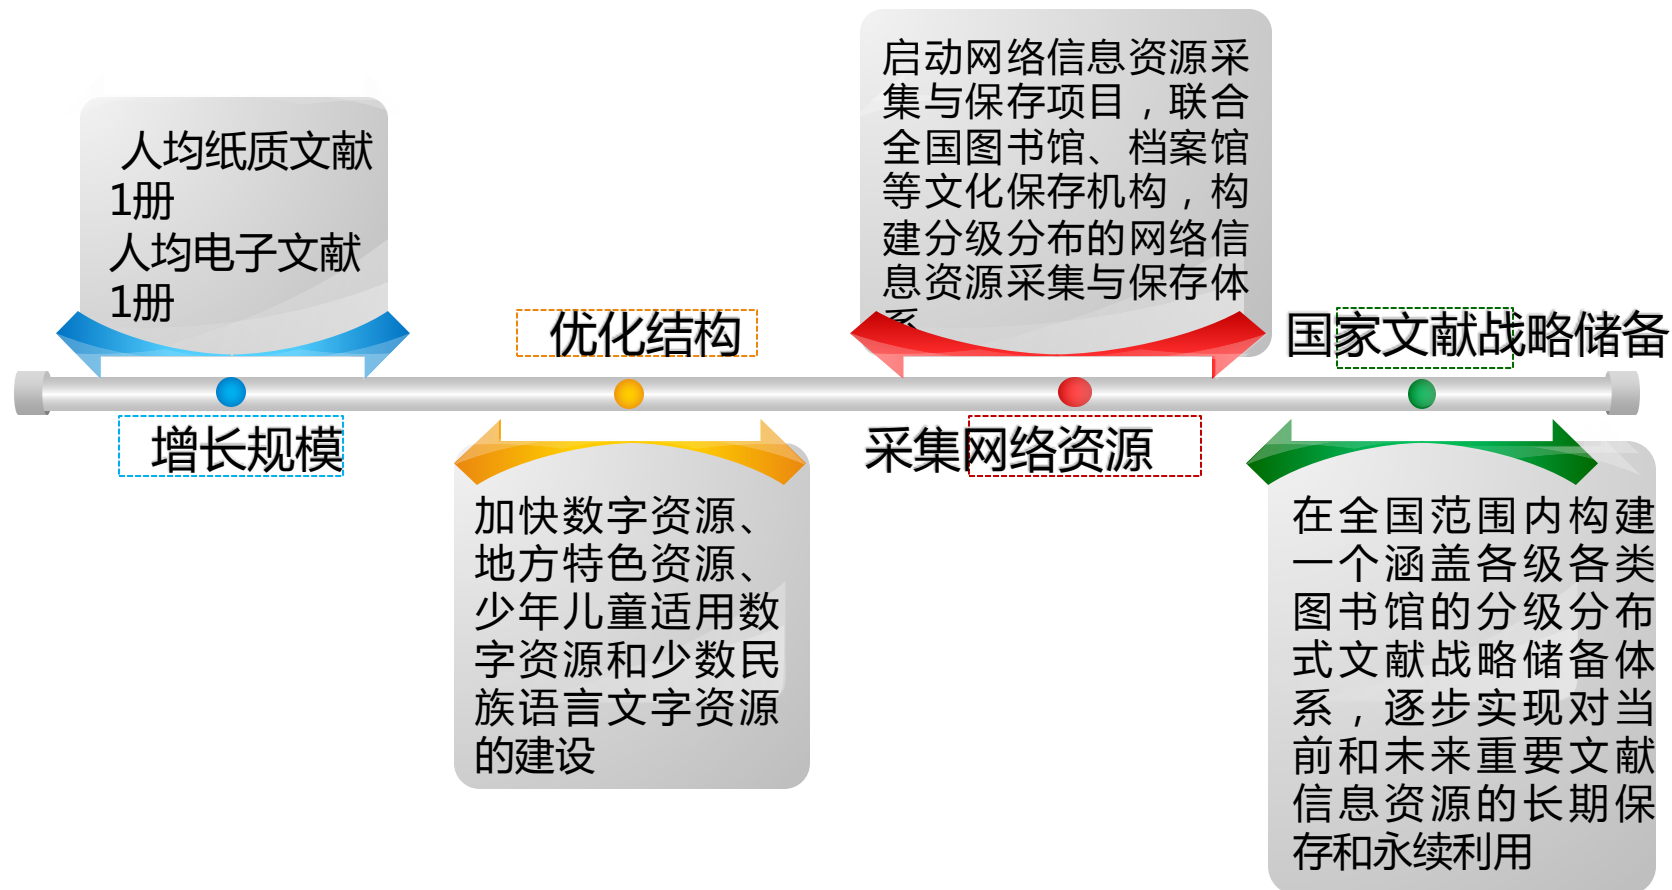 人均纸质文献
1册
人均电子文献
1册
增长规模
优化结构
加快数字资源、
地方特色资源、
少年儿童适用数
字资源和少数民
族语言文字资源
的建设
启动网络信息资源采
集与保存项目，联合
全国图书馆、档案馆
等文化保存机构，构
建分级分布的网络信
息资源采集与保存体
系
采集网络资源
国家文献战略储备
在全国范围内构建
一个涵盖各级各类
图书馆的分级分布
式文献战略储备体
系，逐步实现对当
前和未来重要文献
信息资源的长期保
存和永续利用